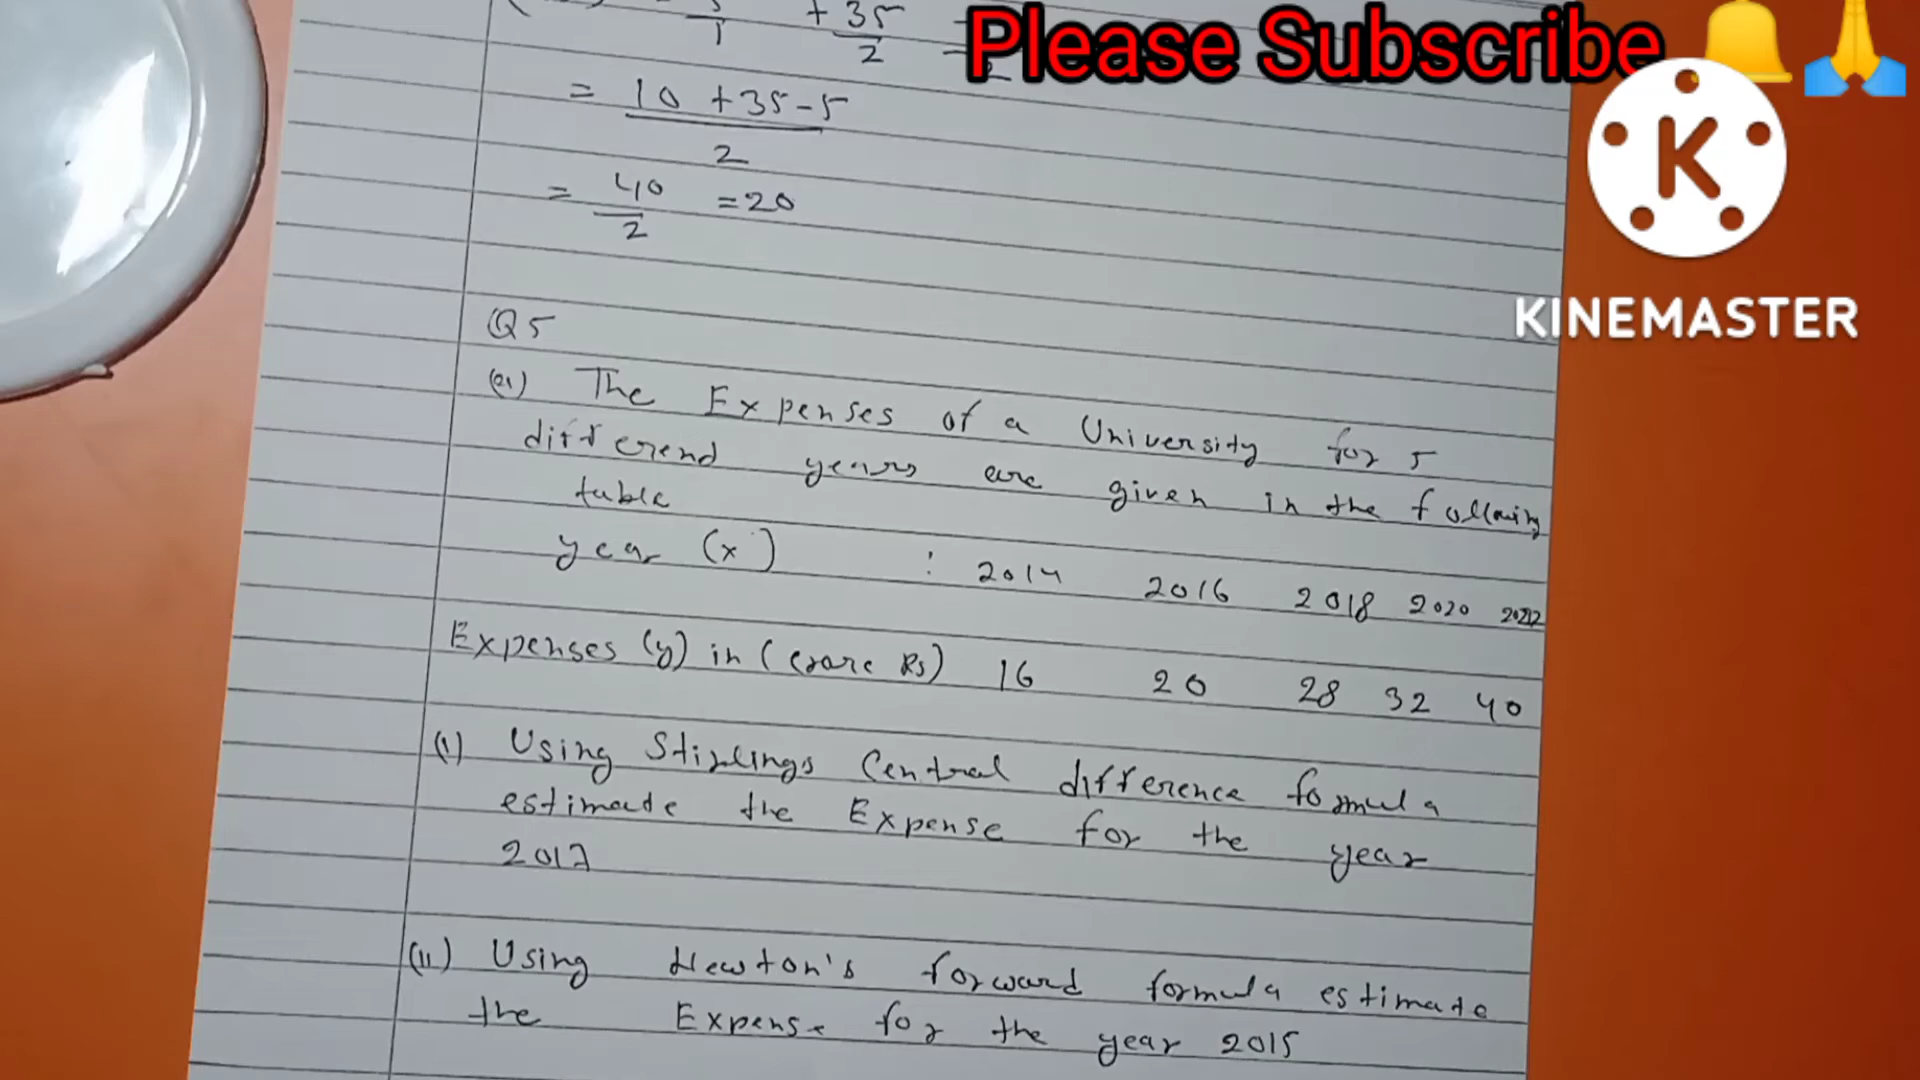 + 35
1 2
Please Subscribe
= 10 + 35 - 5
2
= 40 = 20
2
KINEMASTER
Q5
(a) The Expenses of a University for 5
differend years are given in the following
table
year (x) : 2014 2016 2018 2020 2022
Expenses (y) in (crore Rs) 16 20 28 32 40
(i) Using Stirlings Central difference formula
estimate the Expense for the year
2017
(ii) Using Newton's forward formula estimate
the Expense for the year 2015